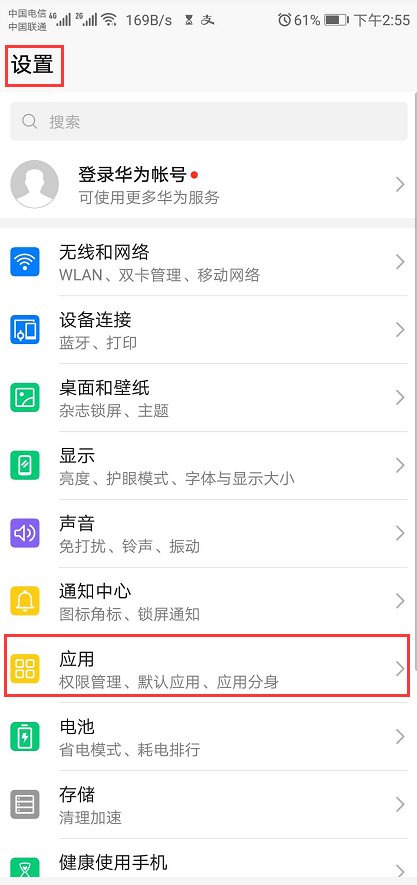 中国电信 4G 2G 169B/s 61% 下午2:55
中国联通
设置
搜索
登录华为帐号
可使用更多华为服务
无线和网络
WLAN、双卡管理、移动网络
设备连接
蓝牙、打印
桌面和壁纸
杂志锁屏、主题
显示
亮度、护眼模式、字体与显示大小
声音
免打扰、铃声、振动
通知中心
图标角标、锁屏通知
应用
权限管理、默认应用、应用分身
电池
省电模式、耗电排行
存储
清理加速
健康使用手机